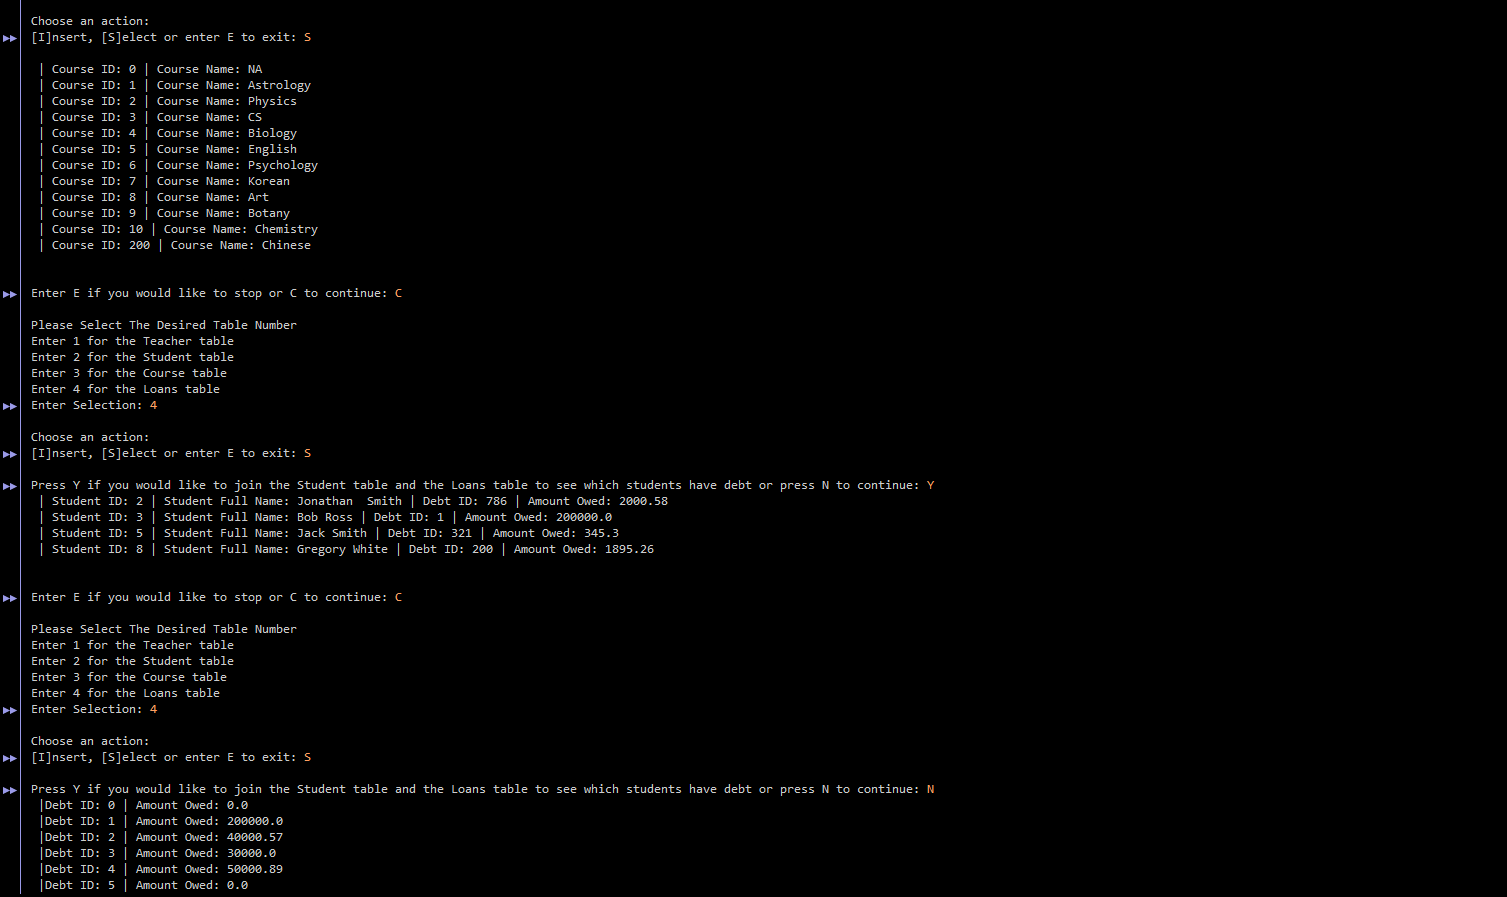 Choose an action:
[I]nsert, [S]elect or enter E to exit: S
| Course ID: 0 | Course Name: NA
| Course ID: 1 | Course Name: Astrology
| Course ID: 2 | Course Name: Physics
| Course ID: 3 | Course Name: CS
| Course ID: 4 | Course Name: Biology
| Course ID: 5 | Course Name: English
| Course ID: 6 | Course Name: Psychology
| Course ID: 7 | Course Name: Korean
| Course ID: 8 | Course Name: Art
| Course ID: 9 | Course Name: Botany
| Course ID: 10 | Course Name: Chemistry
| Course ID: 200 | Course Name: Chinese
Enter E if you would like to stop or C to continue: C
Please Select The Desired Table Number
Enter 1 for the Teacher table
Enter 2 for the Student table
Enter 3 for the Course table
Enter 4 for the Loans table
Enter Selection: 4
Choose an action:
[I]nsert, [S]elect or enter E to exit: S
Press Y if you would like to join the Student table and the Loans table to see which students have debt or press N to continue: Y
| Student ID: 2 | Student Full Name: Jonathan  Smith | Debt ID: 786 | Amount Owed: 2000.58
| Student ID: 3 | Student Full Name: Bob Ross | Debt ID: 1 | Amount Owed: 200000.0
| Student ID: 5 | Student Full Name: Jack Smith | Debt ID: 321 | Amount Owed: 345.3
| Student ID: 8 | Student Full Name: Gregory White | Debt ID: 200 | Amount Owed: 1895.26
Enter E if you would like to stop or C to continue: C
Please Select The Desired Table Number
Enter 1 for the Teacher table
Enter 2 for the Student table
Enter 3 for the Course table
Enter 4 for the Loans table
Enter Selection: 4
Choose an action:
[I]nsert, [S]elect or enter E to exit: S
Press Y if you would like to join the Student table and the Loans table to see which students have debt or press N to continue: N
|Debt ID: 0 | Amount Owed: 0.0
|Debt ID: 1 | Amount Owed: 200000.0
|Debt ID: 2 | Amount Owed: 40000.57
|Debt ID: 3 | Amount Owed: 30000.0
|Debt ID: 4 | Amount Owed: 50000.89
|Debt ID: 5 | Amount Owed: 0.0